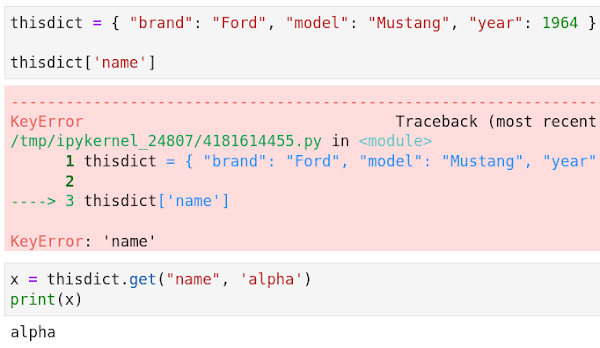 thisdict = { "brand": "Ford", "model": "Mustang", "year": 1964 }
thisdict['name']
---------------------------------------------------------------------------
KeyError                                  Traceback (most recent
/tmp/ipykernel_24807/4181614455.py in <module>
      1 thisdict = { "brand": "Ford", "model": "Mustang", "year"
      2
----> 3 thisdict['name']
KeyError: 'name'
x = thisdict.get("name", 'alpha')
print(x)
alpha